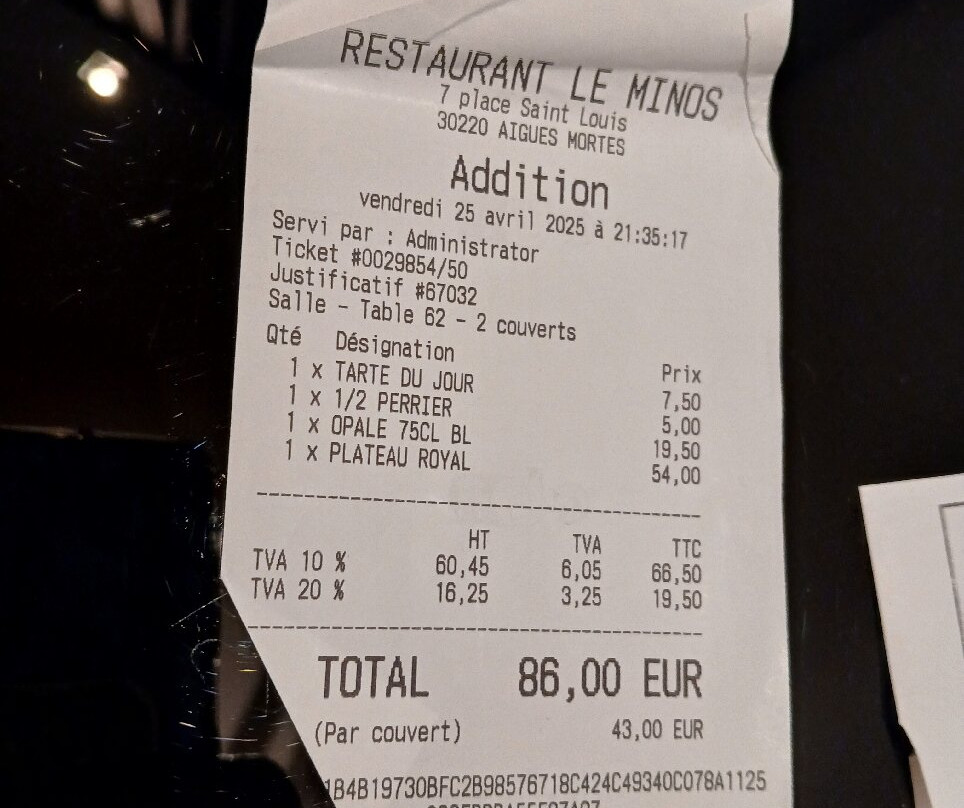 RESTAURANT LE MINOS
7 place Saint Louis
30220 AIGUES MORTES
Addition
vendredi 25 avril 2025 à 21:35:17
Servi par : Administrator
Ticket #0029854/50
Justificatif #67032
Salle - Table 62 - 2 couverts
Qté Désignation Prix
1 x TARTE DU JOUR 7,50
1 x 1/2 PERRIER 5,00
1 x OPALE 75CL BL 19,50
1 x PLATEAU ROYAL 54,00
HT TVA TTC
TVA 10 % 60,45 6,05 66,50
TVA 20 % 16,25 3,25 19,50
TOTAL 86,00 EUR
(Par couvert) 43,00 EUR
1B4B19730BFC2B98576718C424C49340C078A1125